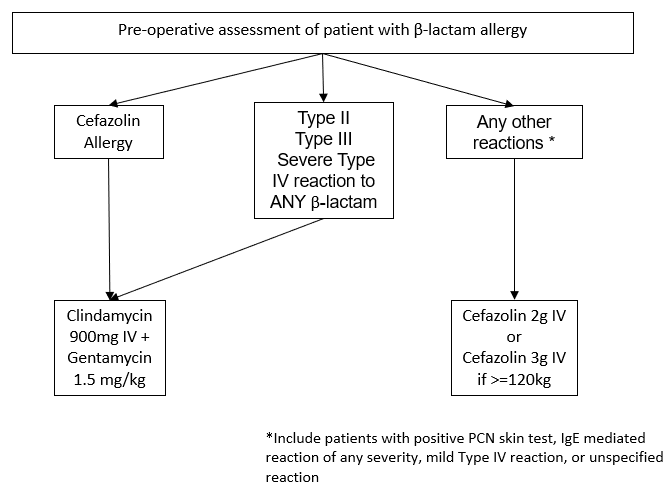 Pre-operative assessment of patient with β-lactam allergy
Cefazolin
Allergy
Type II
Type III
Severe Type
IV reaction to
ANY β-lactam
Any other
reactions *
Clindamycin
900mg IV +
Gentamycin
1.5 mg/kg
Cefazolin 2g IV
or
Cefazolin 3g IV
if >=120kg
*Include patients with positive PCN skin test, IgE mediated
reaction of any severity, mild Type IV reaction, or unspecified
reaction